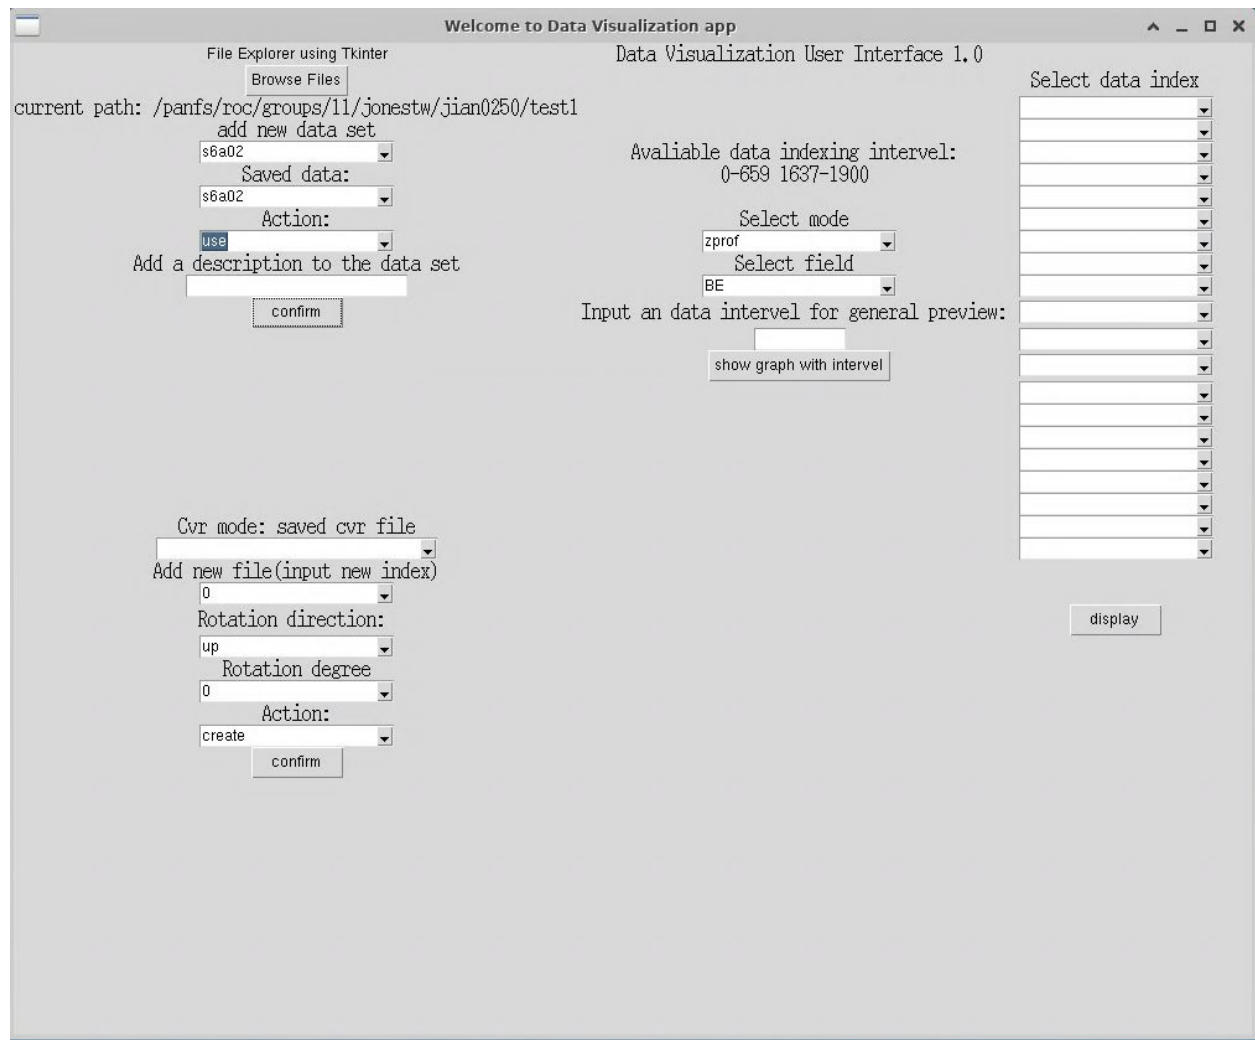 Welcome to Data Visualization app
File Explorer using Tkinter
Browse Files
current path: /panfs/roc/groups/11/jonestw/jian0250/test1
add new data set
s6a02
Saved data:
s6a02
Action:
use
Add a description to the data set
confirm
Cvr mode: saved cvr file
Add new file(input new index)
0
Rotation direction:
up
Rotation degree
0
Action:
create
confirm
Data Visualization User Interface 1.0
Avaliable data indexing intervel:
0-659 1637-1900
Select mode
zprof
Select field
BE
Input an data intervel for general preview:
show graph with intervel
Select data index
display